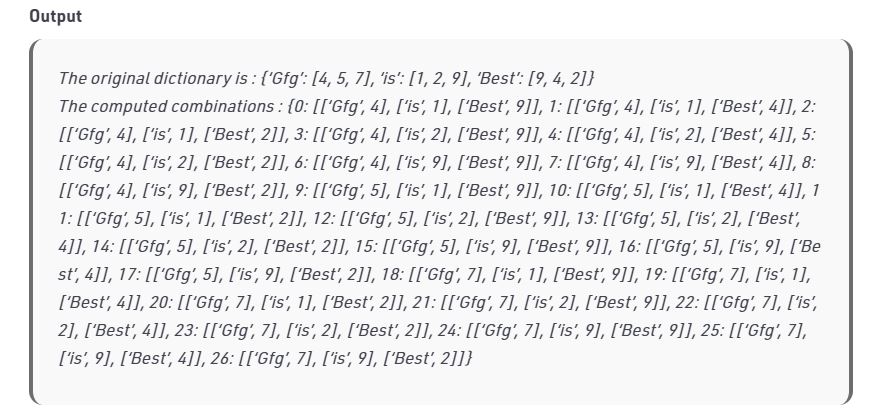 Output
The original dictionary is : {‘Gfg’: [4, 5, 7], ‘is’: [1, 2, 9], ‘Best’: [9, 4, 2]}
The computed combinations : {0: [[‘Gfg’, 4], [‘is’, 1], [‘Best’, 9]], 1: [[‘Gfg’, 4], [‘is’, 1], [‘Best’, 4]], 2:
[[‘Gfg’, 4], [‘is’, 1], [‘Best’, 2]], 3: [[‘Gfg’, 4], [‘is’, 2], [‘Best’, 9]], 4: [[‘Gfg’, 4], [‘is’, 2], [‘Best’, 4]], 5:
[[‘Gfg’, 4], [‘is’, 2], [‘Best’, 2]], 6: [[‘Gfg’, 4], [‘is’, 9], [‘Best’, 9]], 7: [[‘Gfg’, 4], [‘is’, 9], [‘Best’, 4]], 8:
[[‘Gfg’, 4], [‘is’, 9], [‘Best’, 2]], 9: [[‘Gfg’, 5], [‘is’, 1], [‘Best’, 9]], 10: [[‘Gfg’, 5], [‘is’, 1], [‘Best’, 4]], 1
1: [[‘Gfg’, 5], [‘is’, 1], [‘Best’, 2]], 12: [[‘Gfg’, 5], [‘is’, 2], [‘Best’, 9]], 13: [[‘Gfg’, 5], [‘is’, 2], [‘Best’,
4]], 14: [[‘Gfg’, 5], [‘is’, 2], [‘Best’, 2]], 15: [[‘Gfg’, 5], [‘is’, 9], [‘Best’, 9]], 16: [[‘Gfg’, 5], [‘is’, 9], [‘Be
st’, 4]], 17: [[‘Gfg’, 5], [‘is’, 9], [‘Best’, 2]], 18: [[‘Gfg’, 7], [‘is’, 1], [‘Best’, 9]], 19: [[‘Gfg’, 7], [‘is’, 1],
[‘Best’, 4]], 20: [[‘Gfg’, 7], [‘is’, 1], [‘Best’, 2]], 21: [[‘Gfg’, 7], [‘is’, 2], [‘Best’, 9]], 22: [[‘Gfg’, 7], [‘is’,
2], [‘Best’, 4]], 23: [[‘Gfg’, 7], [‘is’, 2], [‘Best’, 2]], 24: [[‘Gfg’, 7], [‘is’, 9], [‘Best’, 9]], 25: [[‘Gfg’, 7],
[‘is’, 9], [‘Best’, 4]], 26: [[‘Gfg’, 7], [‘is’, 9], [‘Best’, 2]]}